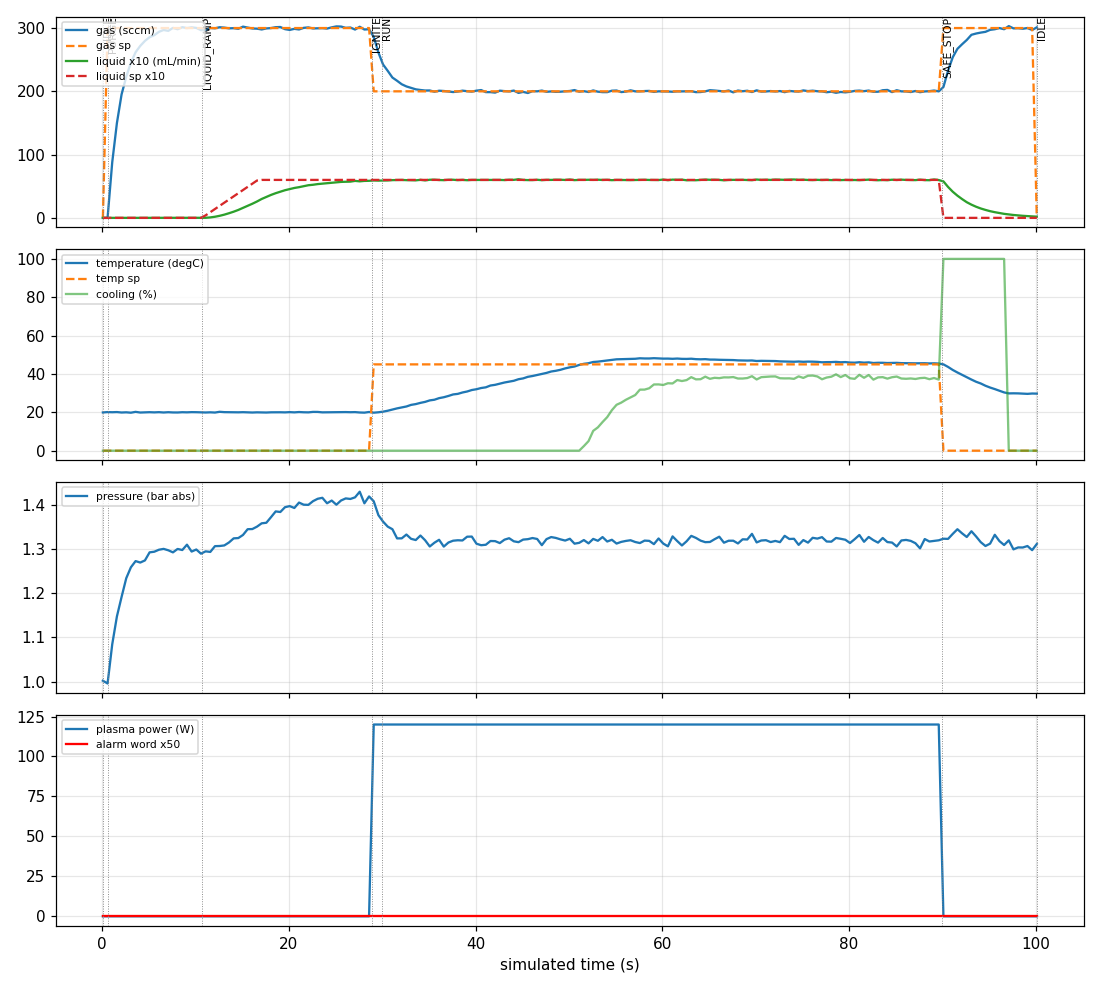 gas (sccm)
gas sp
liquid x10 (mL/min)
liquid sp x10
LIQUID_RAMP
IGNITE
RUN
SAFE_STOP
IDLE
300
200
100
0
temperature (degC)
temp sp
cooling (%)
100
80
60
40
20
0
pressure (bar abs)
1.4
1.3
1.2
1.1
1.0
plasma power (W)
alarm word x50
125
100
75
50
25
0
0 20 40 60 80 100
simulated time (s)